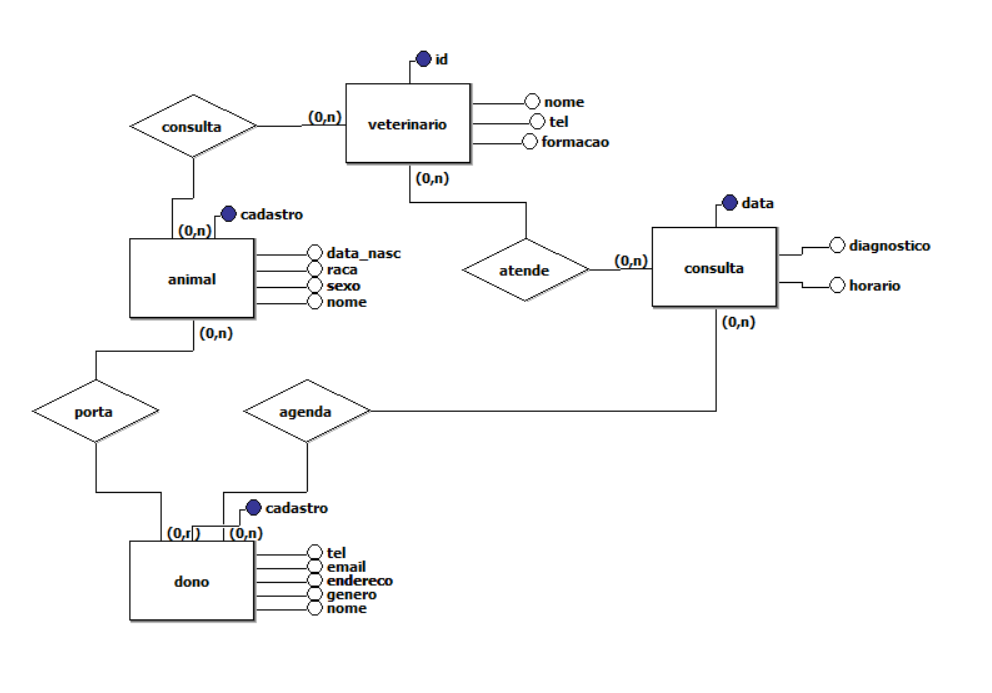 id
nome
consulta
(0,n)
veterinario
tel
formacao
(0,n)
cadastro
data
(0,n)
data_nasc
diagnostico
(0,n)
atende
consulta
animal
raca
sexo
horario
nome
(0,n)
(0,n)
porta
agenda
cadastro
(0,n)
(0,n)
tel
email
dono
endereco
genero
nome